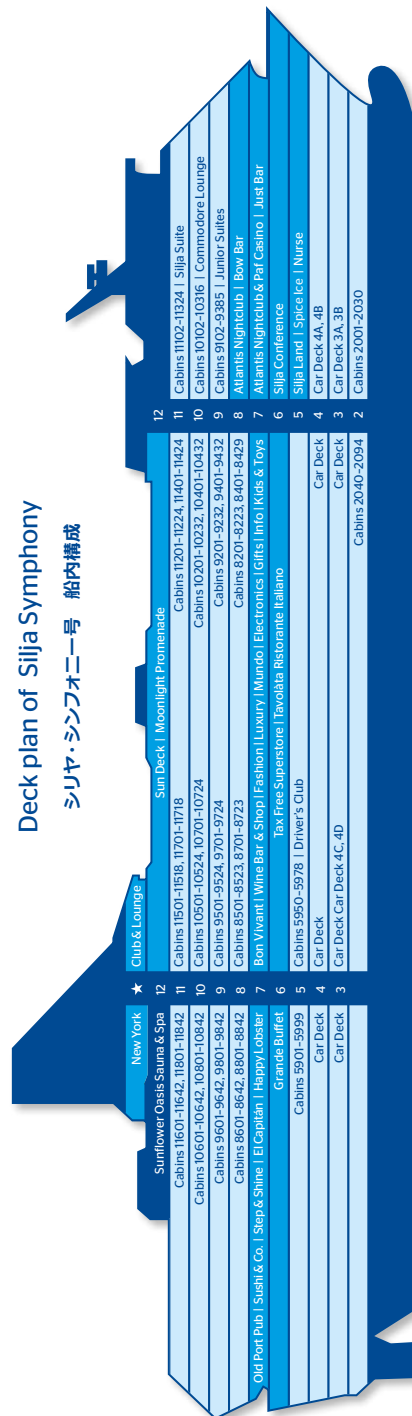 Deck plan of Silja Symphony
シリヤ・シンフォニー号 船内構成
New York ★ Club & Lounge
Sunflower Oasis Sauna & Spa 12 Sun Deck | Moonlight Promenade 12
Cabins 11601-11642, 11801-11842 11 Cabins 11501-11518, 11701-11718 Cabins 11201-11224, 11401-11424 11 Cabins 11102-11324 | Silja Suite
Cabins 10601-10642, 10801-10842 10 Cabins 10501-10524, 10701-10724 Cabins 10201-10232, 10401-10432 10 Cabins 10102-10316 | Commodore Lounge
Cabins 9601-9642, 9801-9842 9 Cabins 9501-9524, 9701-9724 Cabins 9201-9232, 9401-9432 9 Cabins 9102-9385 | Junior Suites
Cabins 8601-8642, 8801-8842 8 Cabins 8501-8523, 8701-8723 Cabins 8201-8223, 8401-8429 8 Atlantis Nightclub | Bow Bar
Old Port Pub | Sushi & Co. | Step & Shine | El Capitán | Happy Lobster 7 Bon Vivant | Wine Bar & Shop | Fashion | Luxury | Mundo | Electronics | Gifts | Info | Kids & Toys 7 Atlantis Nightclub & Paf Casino | Just Bar
Grande Buffet 6 Tax Free Superstore | Tavolàta Ristorante Italiano 6 Silja Conference
Cabins 5901-5999 5 Cabins 5950-5978 | Driver's Club 5 Silja Land | Spice Ice | Nurse
Car Deck 4 Car Deck Car Deck 4 Car Deck 4A, 4B
Car Deck 3 Car Deck Car Deck 4C, 4D Car Deck 3 Car Deck 3A, 3B
Cabins 2040-2094 2 Cabins 2001-2030